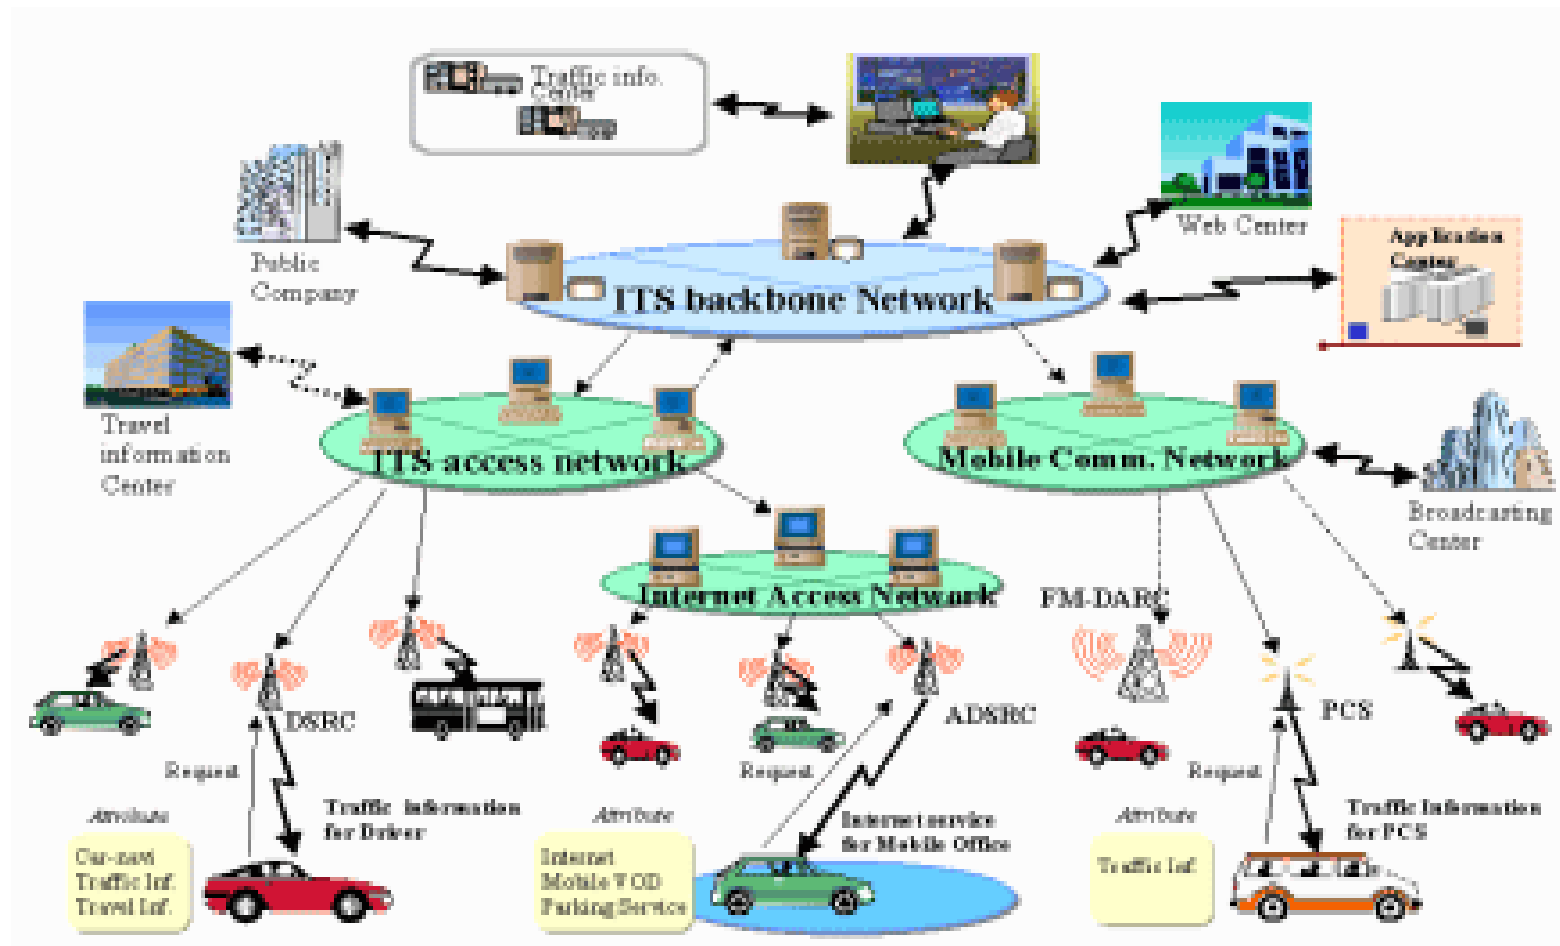 Traffic info.
Center
Web Center
Application
Center
Public
Company
ITS backbone Network
Travel
information
Center
ITS access network
Mobile Comm. Network
Broadcasting
Center
Internet Access Network
FM-DARC
DSRC
ADSRC
PCS
Request
Request
Request
Attribute
Traffic information
for Driver
Attribute
Internet service
for Mobile Office
Attribute
Traffic Information
for PCS
Car-navi
Traffic Inf.
Travel Inf.
Internet
Mobile VOD
Parking Service
Traffic Inf.